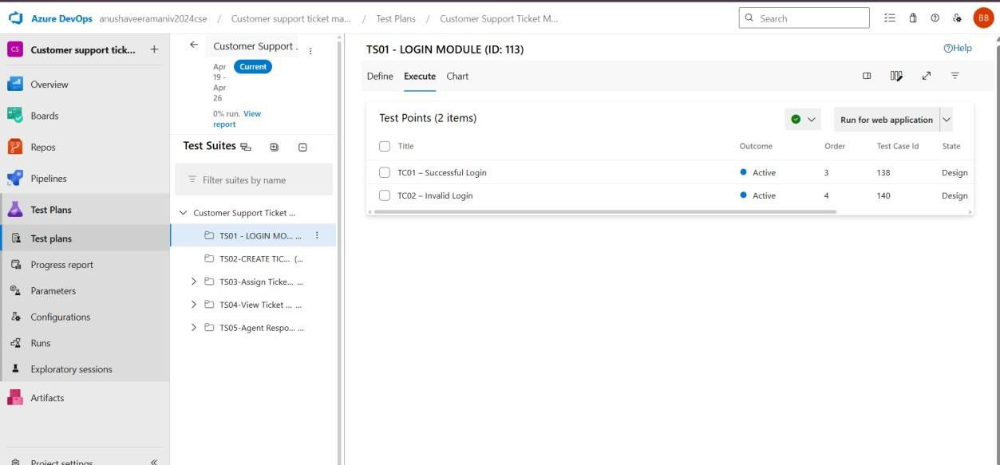 Azure DevOps anushaveeramaniv2024cse / Customer support ticket ma... / Test Plans / Customer Support Ticket M... Search BB
CS Customer support tick... +
Overview
Boards
Repos
Pipelines
Test Plans
Test plans
Progress report
Parameters
Configurations
Runs
Exploratory sessions
Artifacts
Project settings
Customer Support .
Apr 19 - Apr 26
Current
0% run. View
report
Test Suites
Filter suites by name
Customer Support Ticket ...
TS01 - LOGIN MO... ...
TS02-CREATE TIC... (...
TS03-Assign Ticke... ...
TS04-View Ticket ... ...
TS05-Agent Respo... ...
TS01 - LOGIN MODULE (ID: 113)
Help
Define Execute Chart
Test Points (2 items)
Run for web application
Title Outcome Order Test Case Id State
TC01 – Successful Login Active 3 138 Design
TC02 – Invalid Login Active 4 140 Design